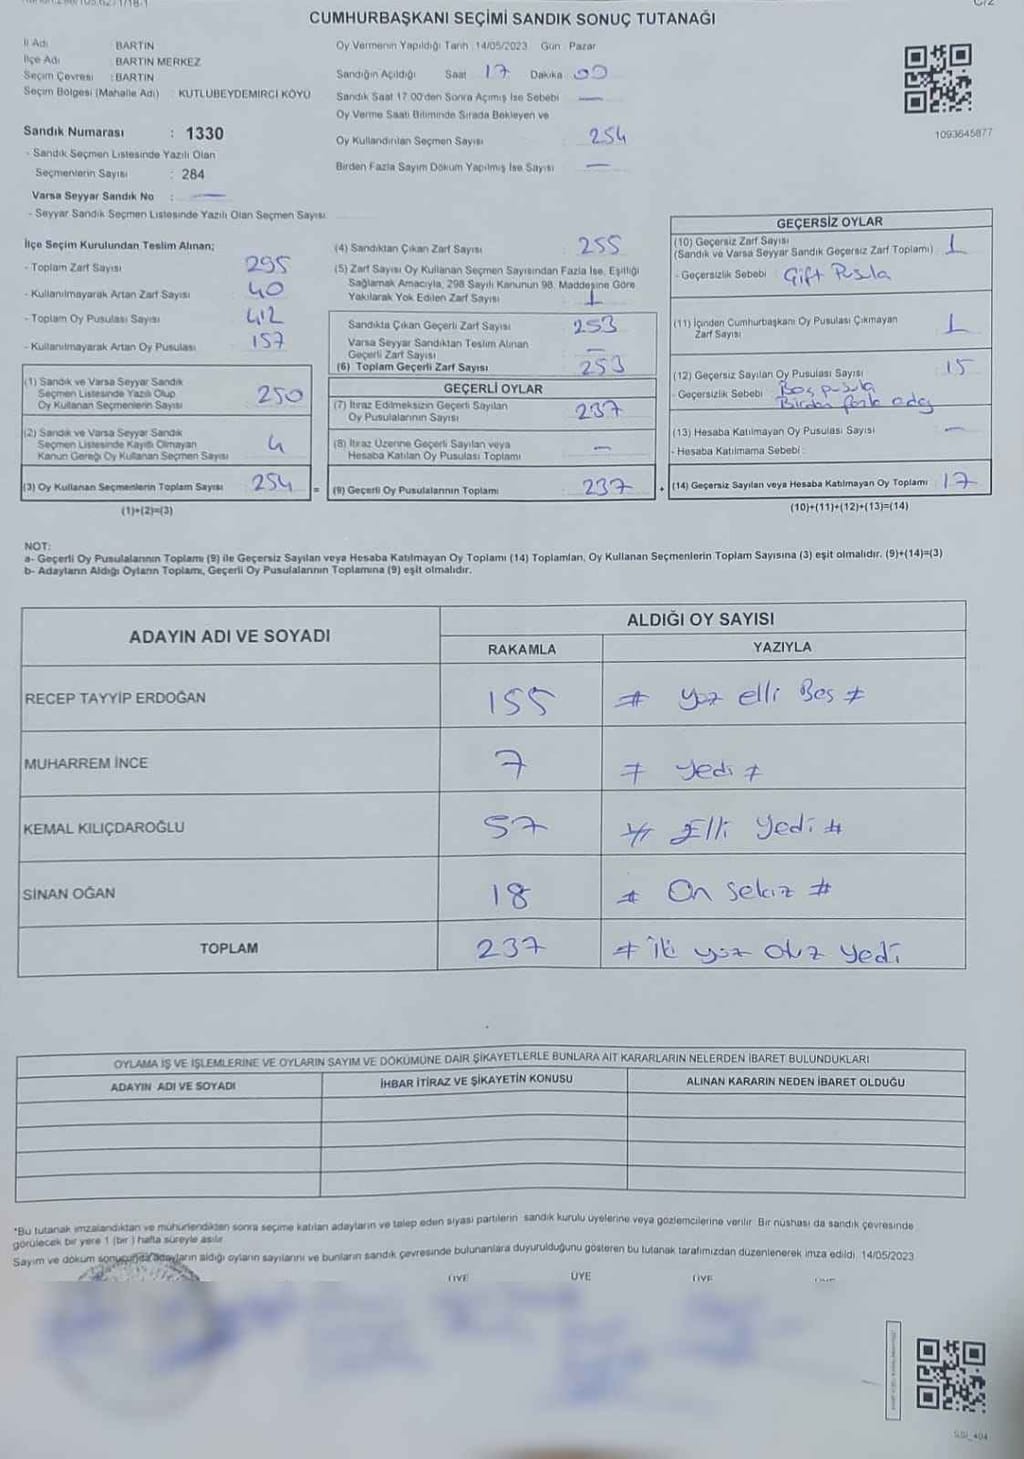 CUMHURBAŞKANI SEÇİMİ SANDIK SONUÇ TUTANAĞI
İl Adı : BARTIN
İlçe Adı : BARTIN MERKEZ
Seçim Çevresi : BARTIN
Seçim Bölgesi (Mahalle Adı) : KUTLUBEYDEMİRCİ KÖYÜ
Sandık Numarası : 1330
- Sandık Seçmen Listesinde Yazılı Olan
Seçmenlerin Sayısı : 284
Varsa Seyyar Sandık No : —
- Seyyar Sandık Seçmen Listesinde Yazılı Olan Seçmen Sayısı:
Oy Vermenin Yapıldığı Tarih : 14/05/2023 Gün : Pazar
Sandığın Açıldığı Saat 17 Dakika 00
Sandık Saat 17.00'den Sonra Açılmış İse Sebebi —
Oy Verme Saati Bitiminde Sırada Bekleyen ve
Oy Kullandırılan Seçmen Sayısı : 254
Birden Fazla Sayım Döküm Yapılmış İse Sayısı —
1093645877
İlçe Seçim Kurulundan Teslim Alınan;
- Toplam Zarf Sayısı : 295
- Kullanılmayarak Artan Zarf Sayısı : 40
- Toplam Oy Pusulası Sayısı : 412
- Kullanılmayarak Artan Oy Pusulası : 157
(1) Sandık ve Varsa Seyyar Sandık
Seçmen Listesinde Yazılı Olup
Oy Kullanan Seçmenlerin Sayısı : 250
(2) Sandık ve Varsa Seyyar Sandık
Seçmen Listesinde Kayıtlı Olmayan
Kanun Gereği Oy Kullanan Seçmen Sayısı : 4
(3) Oy Kullanan Seçmenlerin Toplam Sayısı : 254 =
(1)+(2)=(3)
(4) Sandıktan Çıkan Zarf Sayısı : 255
(5) Zarf Sayısı Oy Kullanan Seçmen Sayısından Fazla İse, Eşitliği
Sağlamak Amacıyla, 298 Sayılı Kanunun 98. Maddesine Göre
Yakılarak Yok Edilen Zarf Sayısı : 1
Sandıkta Çıkan Geçerli Zarf Sayısı : 253
Varsa Seyyar Sandıktan Teslim Alınan
Geçerli Zarf Sayısı : —
(6) Toplam Geçerli Zarf Sayısı : 253
GEÇERLİ OYLAR
(7) İtiraz Edilmeksizin Geçerli Sayılan
Oy Pusulalarının Sayısı : 237
(8) İtiraz Üzerine Geçerli Sayılan veya
Hesaba Katılan Oy Pusulası Toplamı : —
(9) Geçerli Oy Pusulalarının Toplamı : 237 +
GEÇERSİZ OYLAR
(10) Geçersiz Zarf Sayısı
(Sandık ve Varsa Seyyar Sandık Geçersiz Zarf Toplamı) : 1
- Geçersizlik Sebebi : Çift Pusula
(11) İçinden Cumhurbaşkanı Oy Pusulası Çıkmayan
Zarf Sayısı : 1
(12) Geçersiz Sayılan Oy Pusulası Sayısı : 15
- Geçersizlik Sebebi : Boş pusula
Birden fazla aday
(13) Hesaba Katılmayan Oy Pusulası Sayısı : —
- Hesaba Katılmama Sebebi :
(14) Geçersiz Sayılan veya Hesaba Katılmayan Oy Toplamı : 17
(10)+(11)+(12)+(13)=(14)
NOT:
a- Geçerli Oy Pusulalarının Toplamı (9) ile Geçersiz Sayılan veya Hesaba Katılmayan Oy Toplamı (14) Toplamları, Oy Kullanan Seçmenlerin Toplam Sayısına (3) eşit olmalıdır. (9)+(14)=(3)
b- Adayların Aldığı Oyların Toplamı, Geçerli Oy Pusulalarının Toplamına (9) eşit olmalıdır.
ADAYIN ADI VE SOYADI ALDIĞI OY SAYISI
RAKAMLA YAZIYLA
RECEP TAYYİP ERDOĞAN 155 # yüz elli Beş #
MUHARREM İNCE 7 # yedi #
KEMAL KILIÇDAROĞLU 57 # Elli yedi #
SİNAN OĞAN 18 # On sekiz #
TOPLAM 237 # iki yüz otuz yedi
OYLAMA İŞ VE İŞLEMLERİNE VE OYLARIN SAYIM VE DÖKÜMÜNE DAİR ŞİKAYETLERLE BUNLARA AİT KARARLARIN NELERDEN İBARET BULUNDUKLARI
ADAYIN ADI VE SOYADI İHBAR İTİRAZ VE ŞİKAYETİN KONUSU ALINAN KARARIN NEDEN İBARET OLDUĞU
*Bu tutanak imzalandıktan ve mühürlendikten sonra seçime katılan adayların ve talep eden siyasi partilerin sandık kurulu üyelerine veya gözlemcilerine verilir. Bir nüshası da sandık çevresinde
görülecek bir yere 1 (bir) hafta süreyle asılır.
Sayım ve döküm sonucunda adayların aldığı oyların sayılarını ve bunların sandık çevresinde bulunanlara duyurulduğunu gösteren bu tutanak tarafımızdan düzenlenerek imza edildi. 14/05/2023
ÜYE ÜYE ÜYE